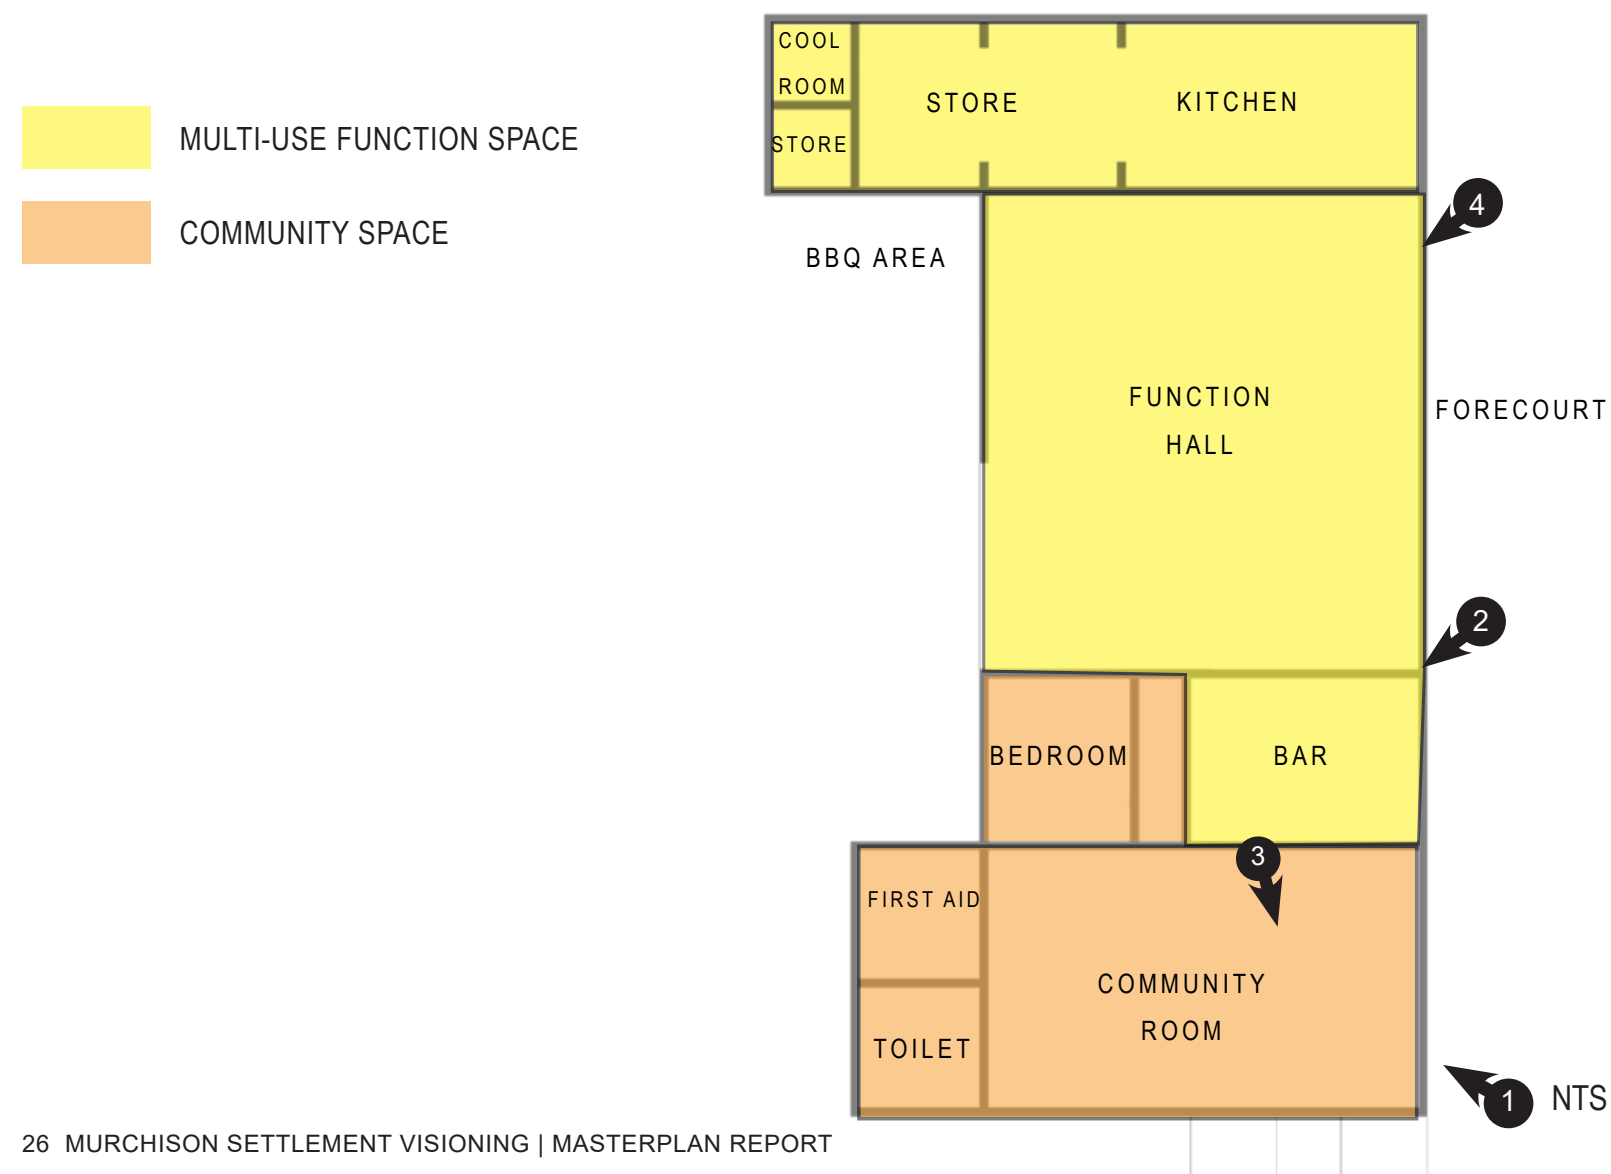 MULTI-USE FUNCTION SPACE
COMMUNITY SPACE
COOL
ROOM
STORE
STORE
KITCHEN
4
BBQ AREA
FUNCTION
HALL
FORECOURT
2
BEDROOM
BAR
3
FIRST AID
COMMUNITY
ROOM
TOILET
1
NTS
26 MURCHISON SETTLEMENT VISIONING | MASTERPLAN REPORT